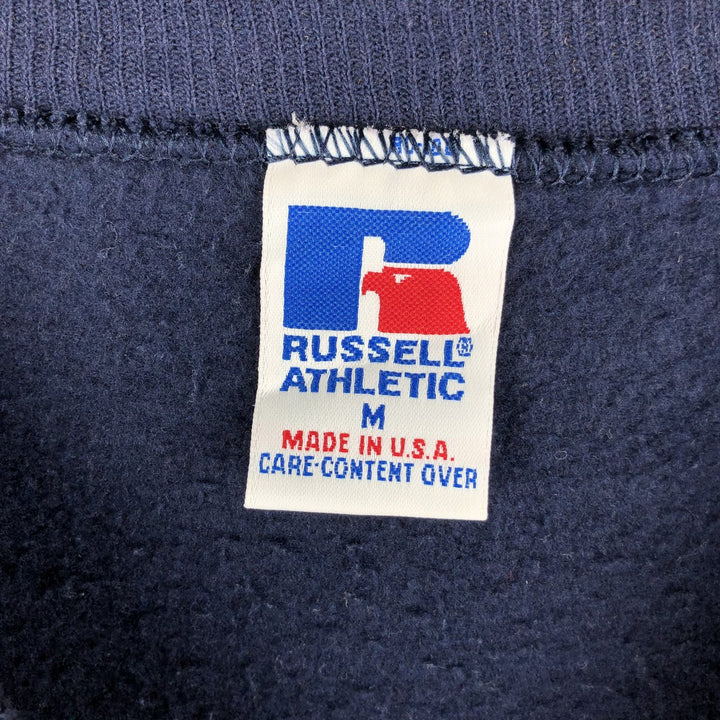 R
RUSSELL®
ATHLETIC
M
MADE IN U.S.A.
CARE-CONTENT OVER